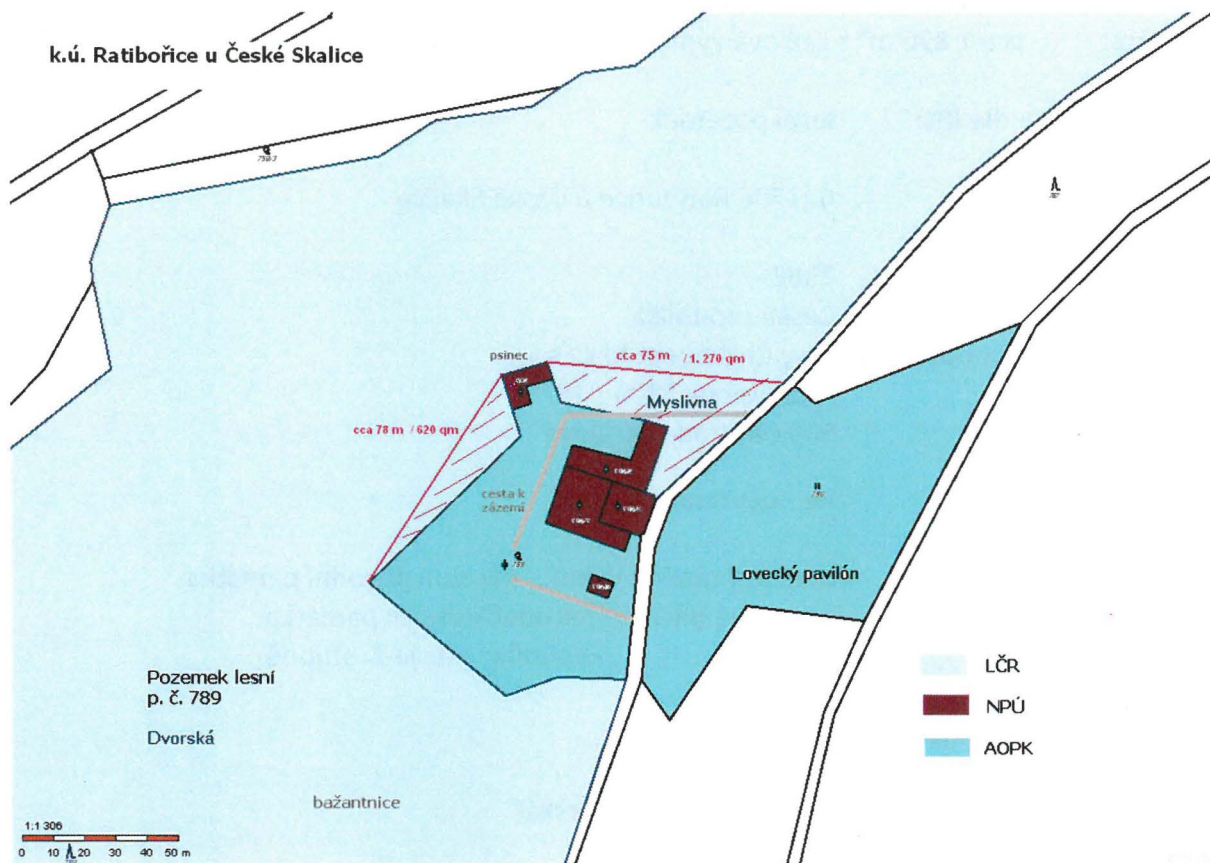 k.ú. Ratibořice u České Skalice
psinec
cca 75 m / 1. 270 qm
Myslivna
cca 78 m / 620 qm
cesta k
zázemí
Lovecký pavilón
Pozemek lesní
p. č. 789
Dvorská
bažantnice
LČR
NPÚ
AOPK
1:1 306
0 10 20 30 40 50 m